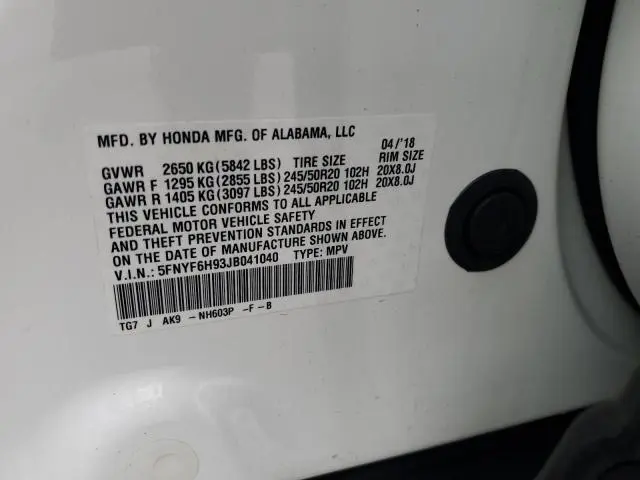 MFD. BY HONDA MFG. OF ALABAMA, LLC 04/'18
GVWR 2650 KG(5842 LBS) TIRE SIZE RIM SIZE
GAWR F 1295 KG(2855 LBS)245/50R20 102H 20X8.0J
GAWR R 1405 KG(3097 LBS)245/50R20 102H 20X8.0J
THIS VEHICLE CONFORMS TO ALL APPLICABLE
FEDERAL MOTOR VEHICLE SAFETY
AND THEFT PREVENTION STANDARDS IN EFFECT
ON THE DATE OF MANUFACTURE SHOWN ABOVE.
V.I.N.: 5FNYF6H93JB041040 TYPE: MPV
TG7 J AK9 -NH603P -F-B